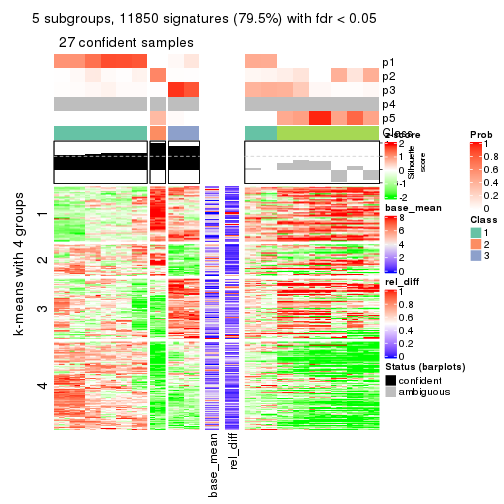 5 subgroups, 11850 signatures (79.5%) with fdr < 0.05
27 confident samples
p1
p2
p3
p4
p5
Class
k-means with 4 groups
1
2
3
4
base_mean
rel_diff
Silhouette
score
z-score
2
1
0
-1
-2
base_mean
8
6
4
2
0
rel_diff
1
0.8
0.6
0.4
0.2
0
Status (barplots)
confident
ambiguous
Prob
1
0.8
0.6
0.4
0.2
0
Class
1
2
3